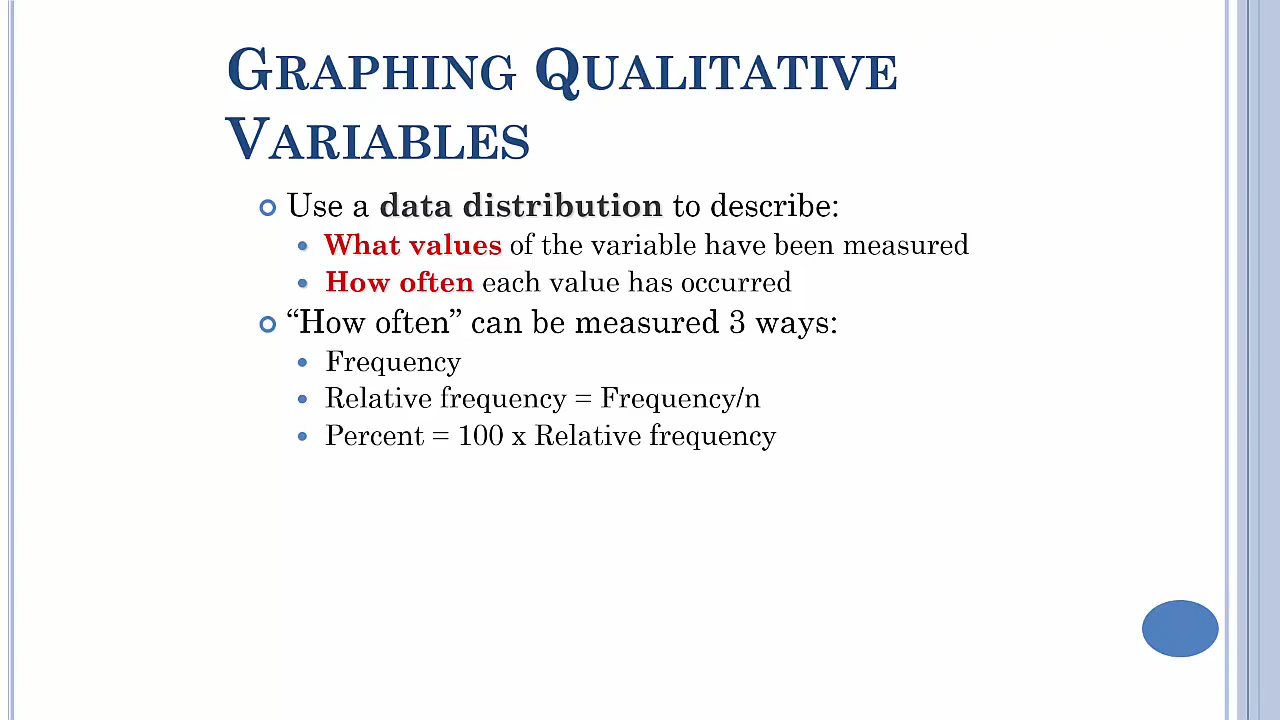 GRAPHING QUALITATIVE
VARIABLES
Use a data distribution to describe:
What values of the variable have been measured
How often each value has occurred
“How often” can be measured 3 ways:
Frequency
Relative frequency = Frequency/n
Percent = 100 x Relative frequency